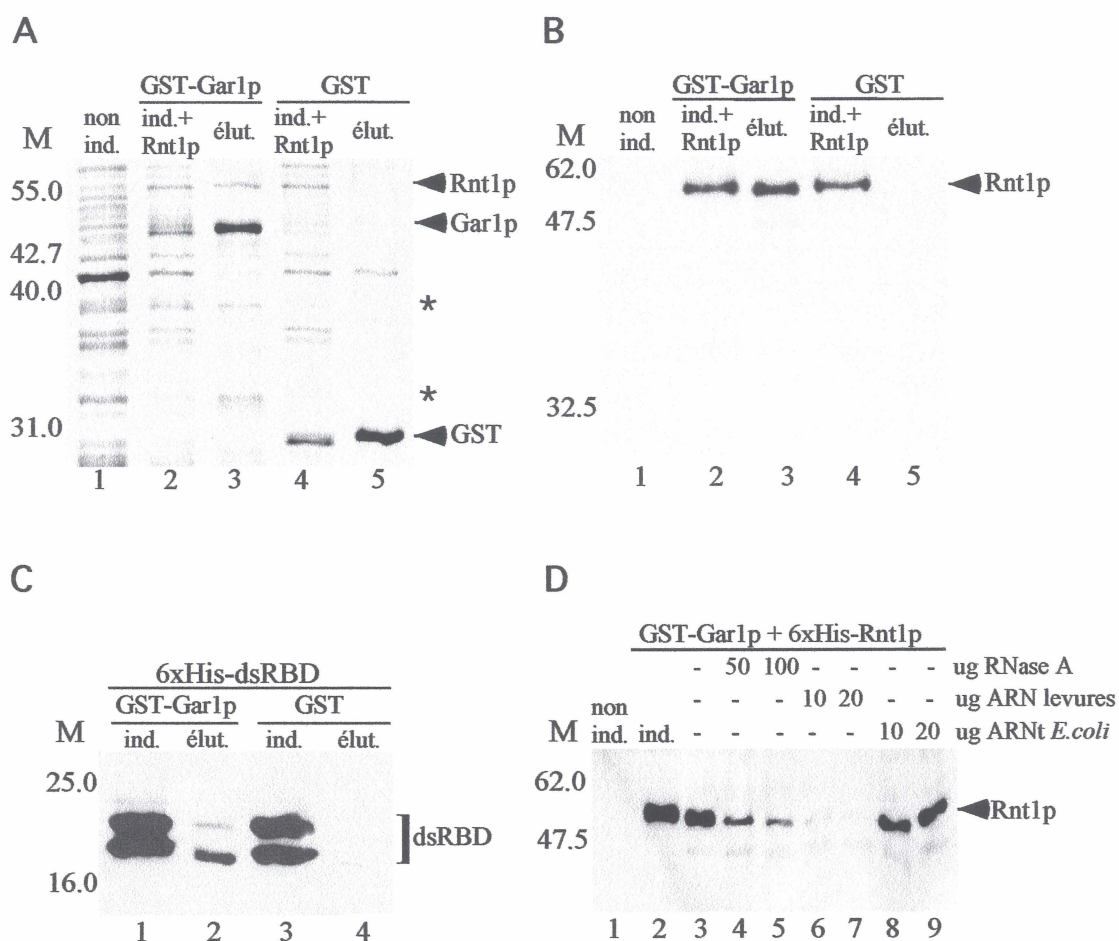 A
GST-Gar1p GST
M non ind. ind.+ Rnt1p élut. ind.+ Rnt1p élut.
55.0
42.7
40.0
31.0
Rnt1p
Gar1p
*
*
GST
1 2 3 4 5
B
GST-Gar1p GST
M non ind. ind.+ Rnt1p élut. ind.+ Rnt1p élut.
62.0
47.5
32.5
Rnt1p
1 2 3 4 5
C
6xHis-dsRBD
GST-Gar1p GST
M ind. élut. ind. élut.
25.0
16.0
dsRBD
1 2 3 4
D
GST-Gar1p + 6xHis-Rnt1p
- 50 100 - - - - ug RNase A
- - - 10 20 - - ug ARN levures
M non ind. ind. - - - - - 10 20 ug ARNt E.coli
62.0
47.5
Rnt1p
1 2 3 4 5 6 7 8 9